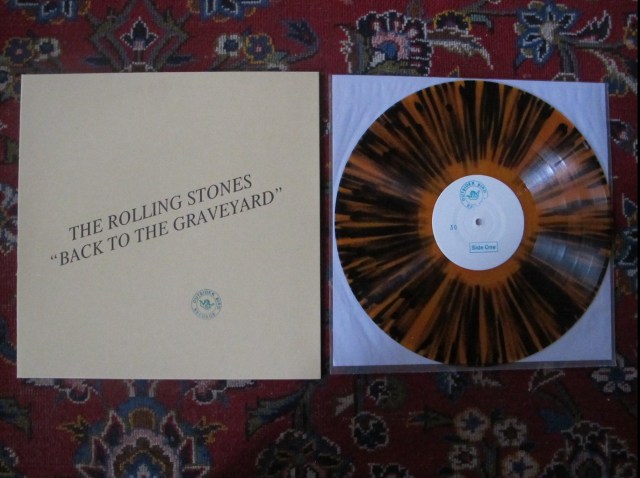 THE ROLLING STONES
“BACK TO THE GRAVEYARD”
Side One